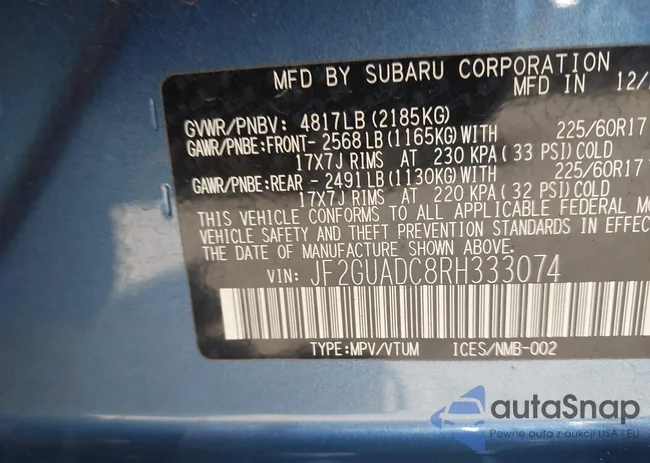 MFD BY SUBARU CORPORATION
MFD IN 12/
GVWR/PNBV: 4817LB (2185KG)
GAWR/PNBE:FRONT- 2568LB (1165KG) WITH 225/60R17
17X7J RIMS AT 230 KPA (33 PSI) COLD
GAWR/PNBE:REAR - 2491LB (1130KG) WITH 225/60R17
17X7J RIMS AT 220 KPA (32 PSI) COLD
THIS VEHICLE CONFORMS TO ALL APPLICABLE FEDERAL
VEHICLE SAFETY AND THEFT PREVENTION STANDARDS IN EFFEC
THE DATE OF MANUFACTURE SHOWN ABOVE.
VIN: JF2GUADC8RH333074
TYPE:MPV/VTUM ICES/NMB-002
autaSnap
Pewne auta z aukcji USA i EU